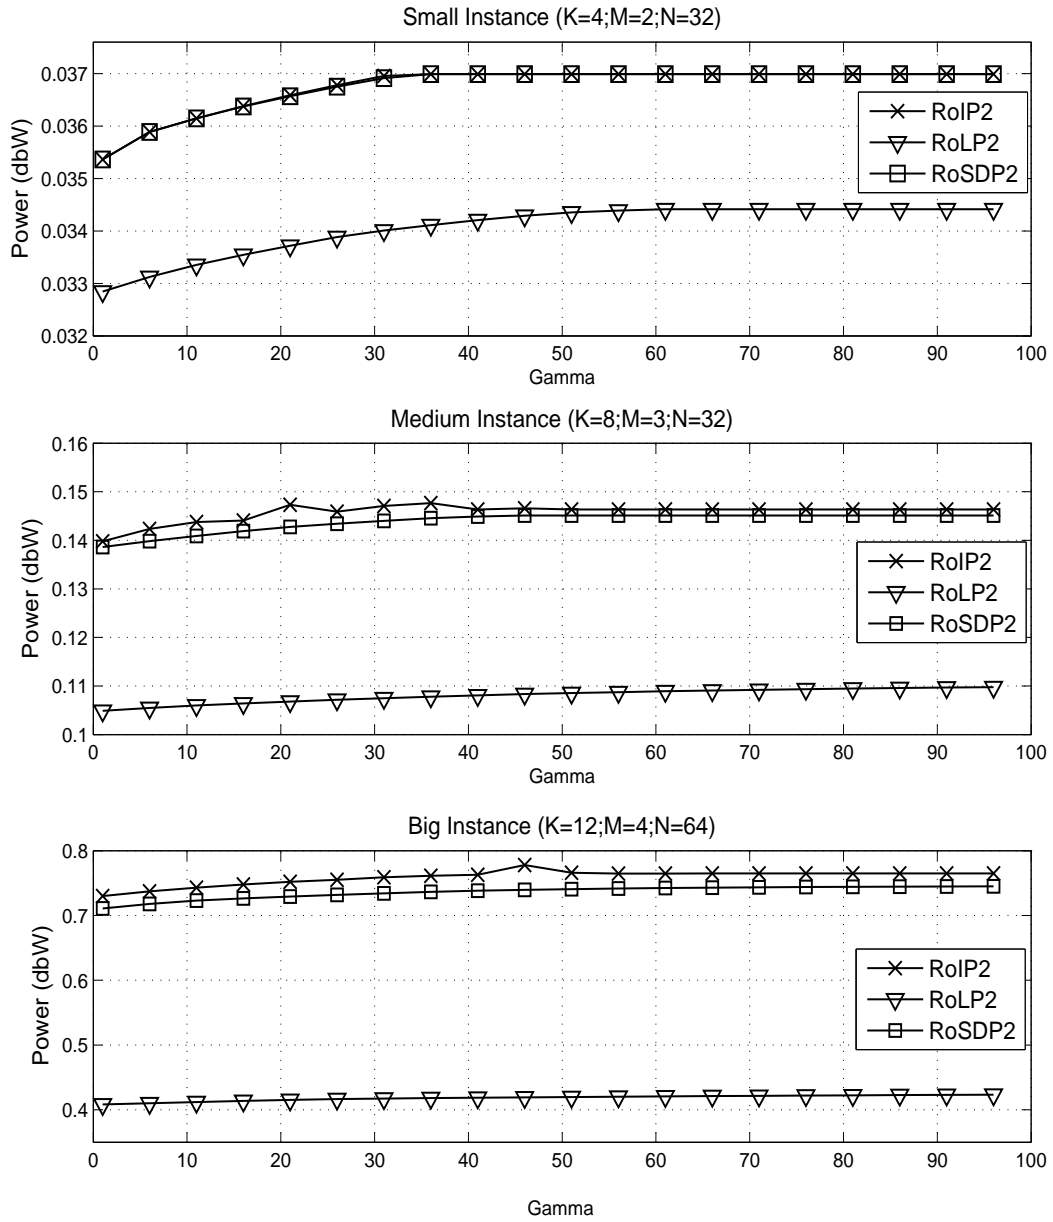 Small Instance (K=4;M=2;N=32)
0.037
0.036
0.035
0.034
0.033
0.032
Power (dbW)
RoIP2
RoLP2
RoSDP2
0 10 20 30 40 50 60 70 80 90 100
Gamma
Medium Instance (K=8;M=3;N=32)
0.16
0.15
0.14
0.13
0.12
0.11
0.1
Power (dbW)
RoIP2
RoLP2
RoSDP2
0 10 20 30 40 50 60 70 80 90 100
Gamma
Big Instance (K=12;M=4;N=64)
0.8
0.7
0.6
0.5
0.4
Power (dbW)
RoIP2
RoLP2
RoSDP2
0 10 20 30 40 50 60 70 80 90 100
Gamma